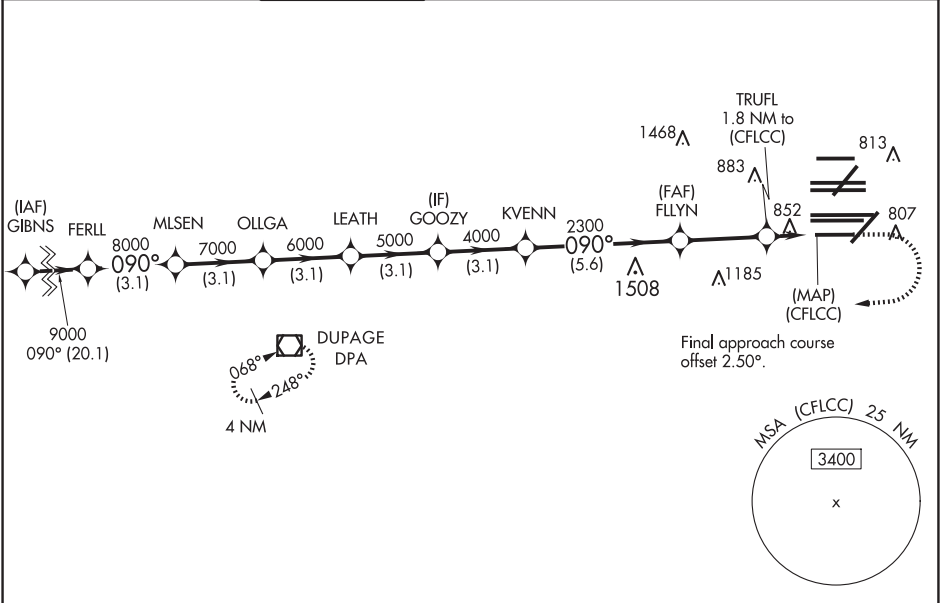 TRUFL
1.8 NM to
(CFLCC)
1468
813
883
(IAF)
GIBNS
FERLL
MLSEN
OLLGA
LEATH
(IF)
GOOZY
KVENN
(FAF)
FLLYN
852
807
8000
090°
(3.1)
7000
(3.1)
6000
(3.1)
5000
(3.1)
4000
(3.1)
2300
090°
(5.6)
1508
1185
9000
090° (20.1)
(MAP)
(CFLCC)
DUPAGE
DPA
068°
248°
4 NM
Final approach course
offset 2.50°.
MSA (CFLCC) 25 NM
3400
x